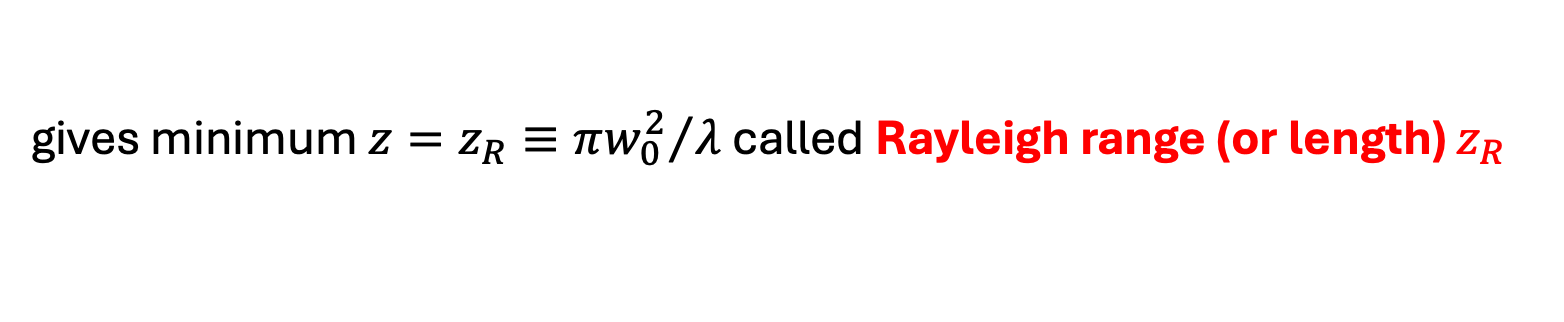 gives minimum 𝑧 = 𝑧_𝑅 ≡ 𝜋𝑤_0^2/𝜆 called Rayleigh range (or length) 𝑧_𝑅